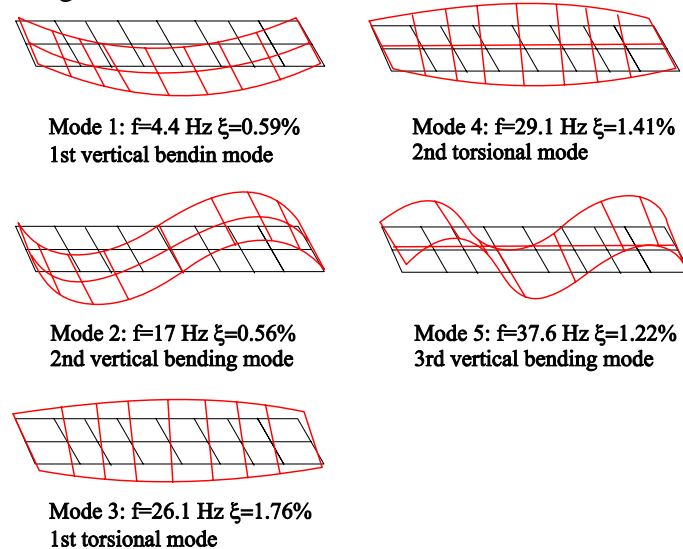 Mode 1: f=4.4 Hz ξ=0.59%
1st vertical bendin mode
Mode 4: f=29.1 Hz ξ=1.41%
2nd torsional mode
Mode 2: f=17 Hz ξ=0.56%
2nd vertical bending mode
Mode 5: f=37.6 Hz ξ=1.22%
3rd vertical bending mode
Mode 3: f=26.1 Hz ξ=1.76%
1st torsional mode